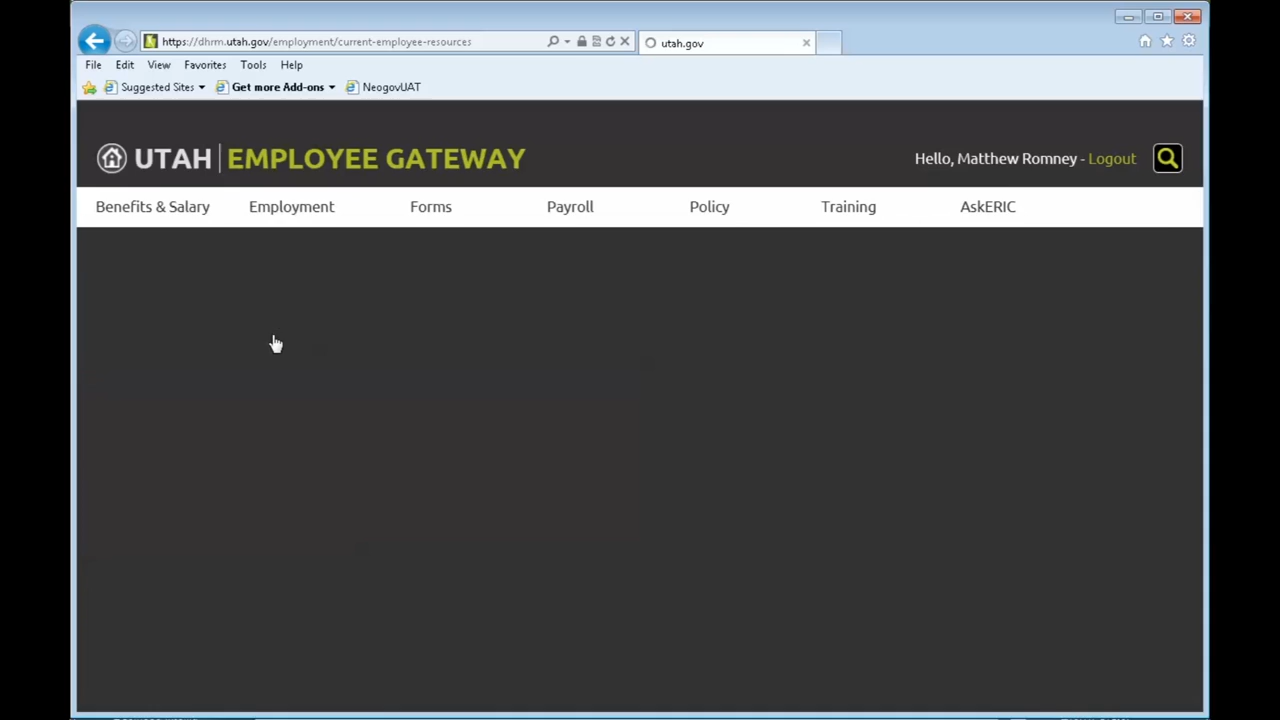 https://dhrm.utah.gov/employment/current-employee-resources
utah.gov
File Edit View Favorites Tools Help
Suggested Sites Get more Add-ons NeogovUAT
UTAH | EMPLOYEE GATEWAY
Hello, Matthew Romney - Logout
Benefits & Salary Employment Forms Payroll Policy Training AskERIC